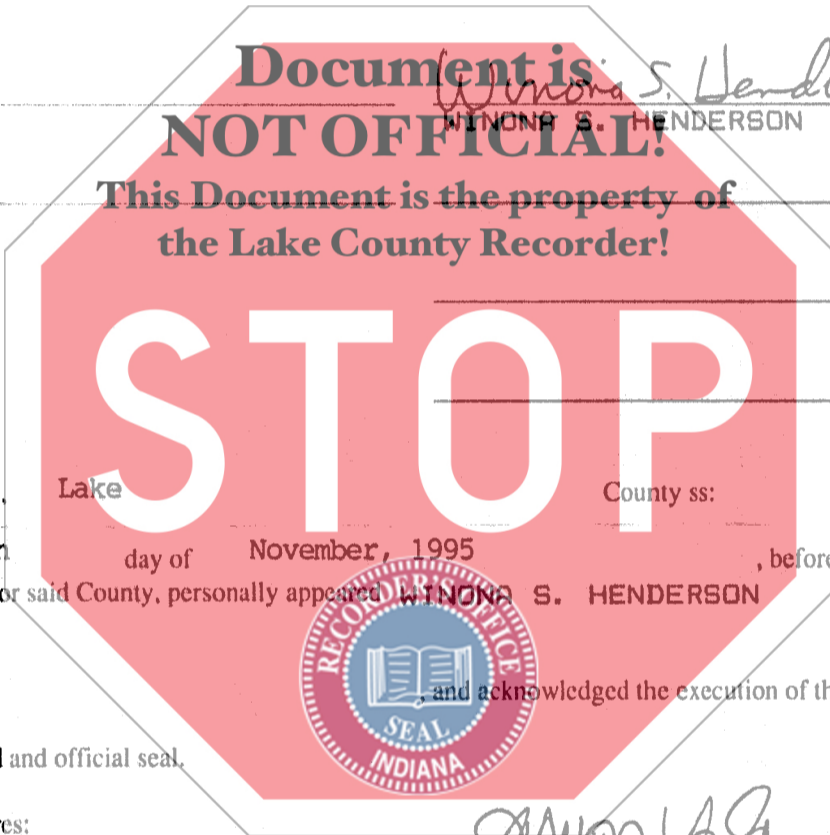 Document is
Winona S.
NOT OFFICIAL!
WINONA S. HENDERSON
This Document is the property of
the Lake County Recorder!
STOP
, Lake County ss:
day of November, 1995 , before
or said County, personally appeared WINONA S. HENDERSON
RECORDER'S OFFICE
, and acknowledged the execution of th
SEAL
INDIANA
and official seal.
es: